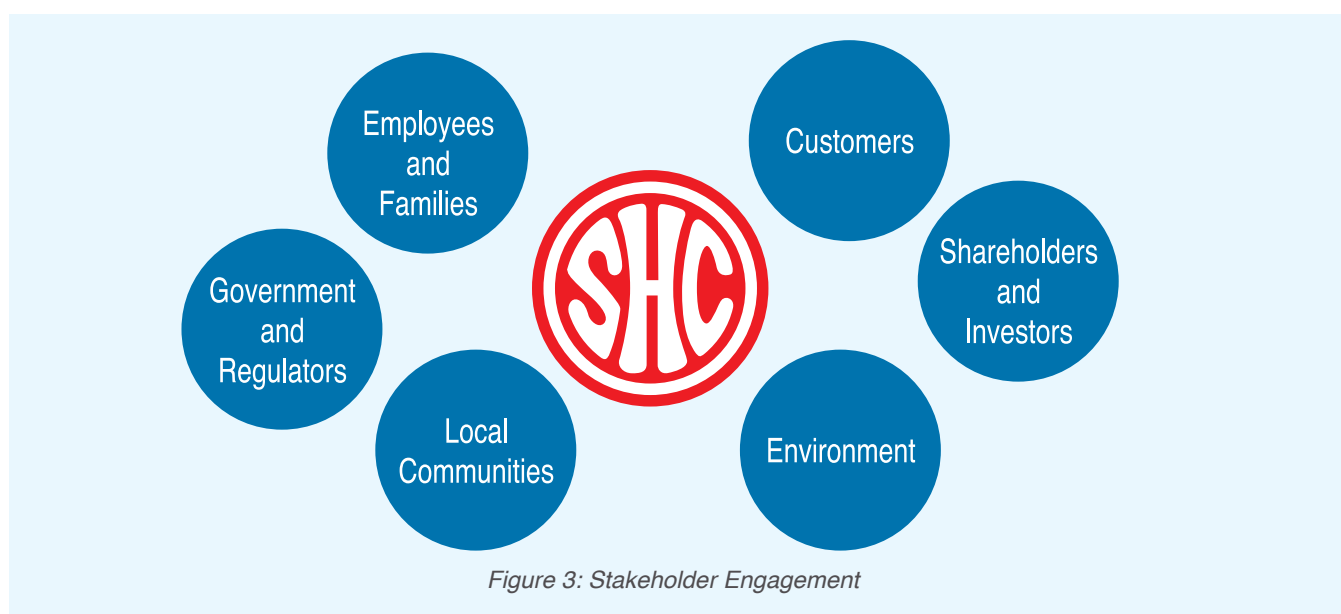 Employees
and
Families
Customers
Government
and
Regulators
SHC
Shareholders
and
Investors
Local
Communities
Environment
Figure 3: Stakeholder Engagement